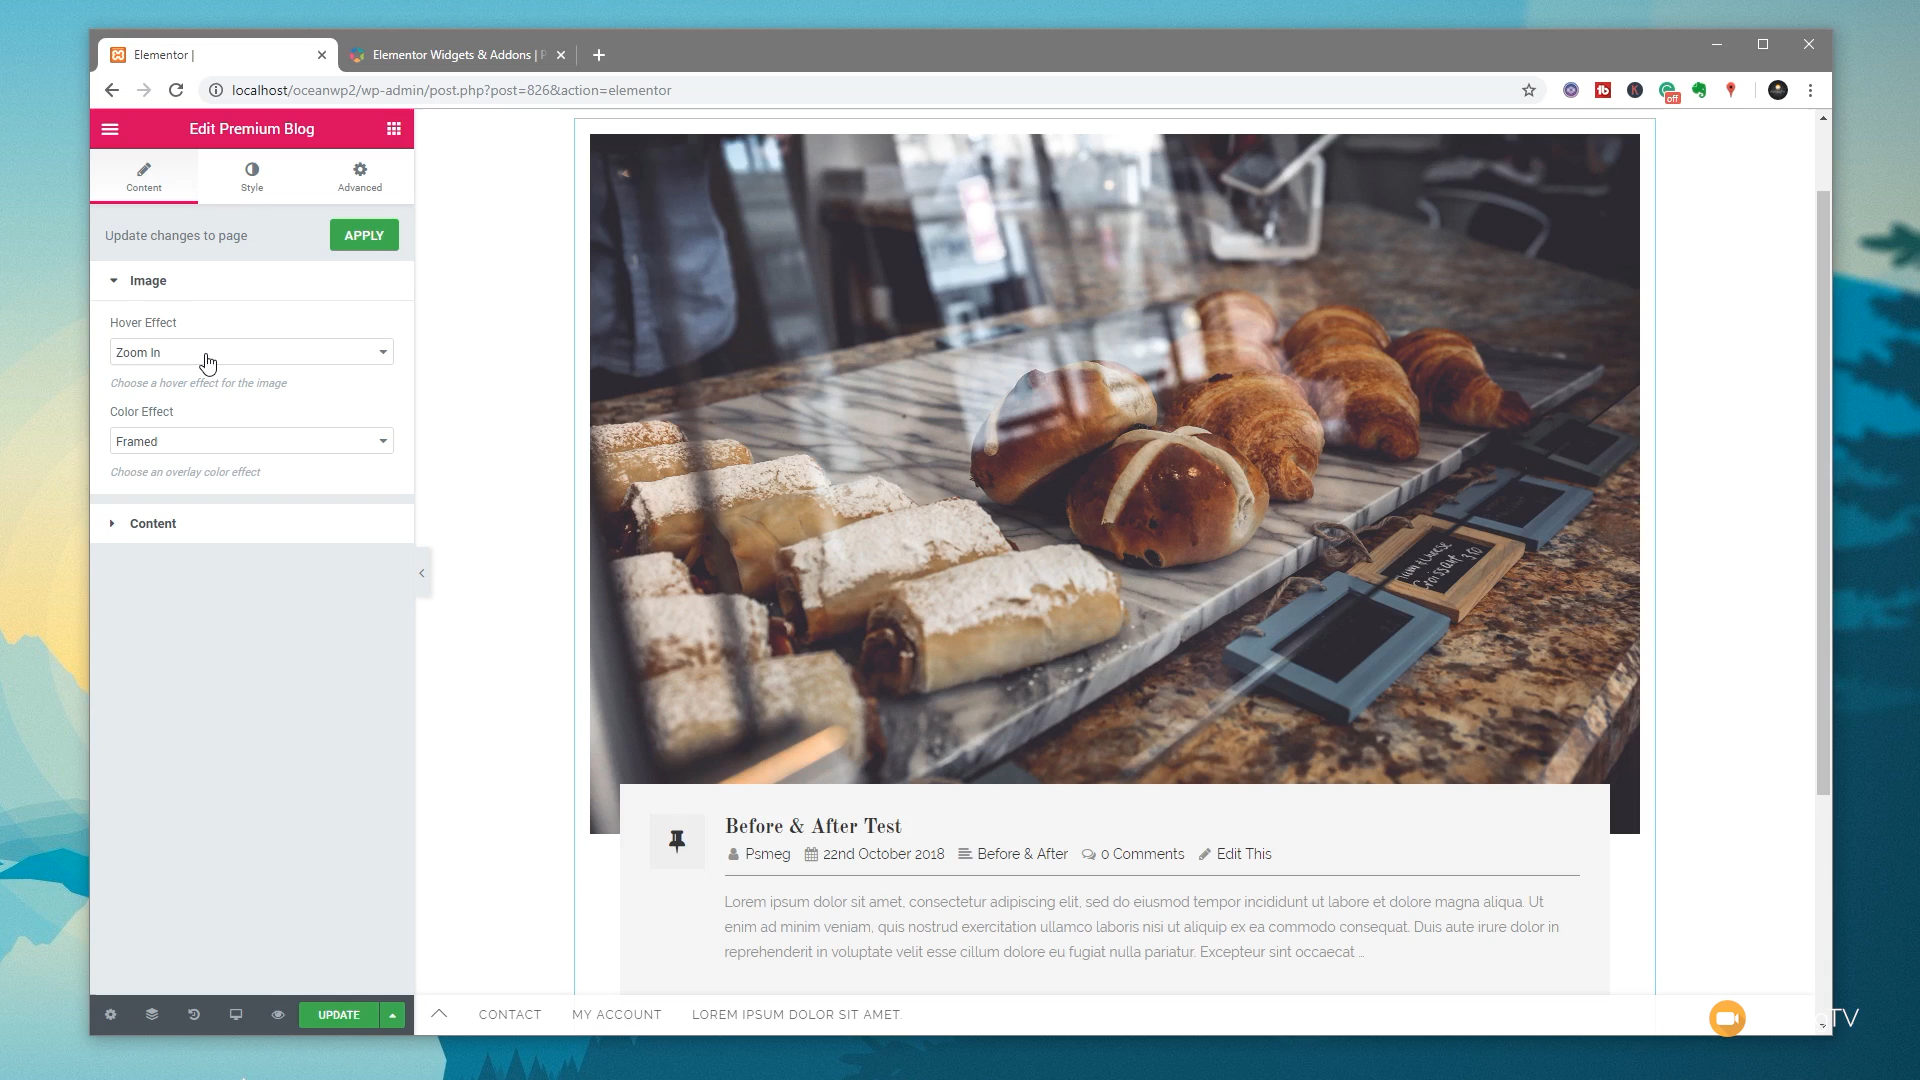 Elementor |
Elementor Widgets & Addons |
localhost/oceanwp2/wp-admin/post.php?post=826&action=elementor
off
Edit Premium Blog
Content
Style
Advanced
Update changes to page
APPLY
Image
Hover Effect
Zoom In
Choose a hover effect for the image
Color Effect
Framed
Choose an overlay color effect
Content
Croissant 3.50
Before & After Test
Psmeg 22nd October 2018 Before & After 0 Comments Edit This
Lorem ipsum dolor sit amet, consectetur adipiscing elit, sed do eiusmod tempor incididunt ut labore et dolore magna aliqua. Ut
enim ad minim veniam, quis nostrud exercitation ullamco laboris nisi ut aliquip ex ea commodo consequat. Duis aute irure dolor in
reprehenderit in voluptate velit esse cillum dolore eu fugiat nulla pariatur. Excepteur sint occaecat ...
UPDATE
CONTACT
MY ACCOUNT
LOREM IPSUM DOLOR SIT AMET.
TV